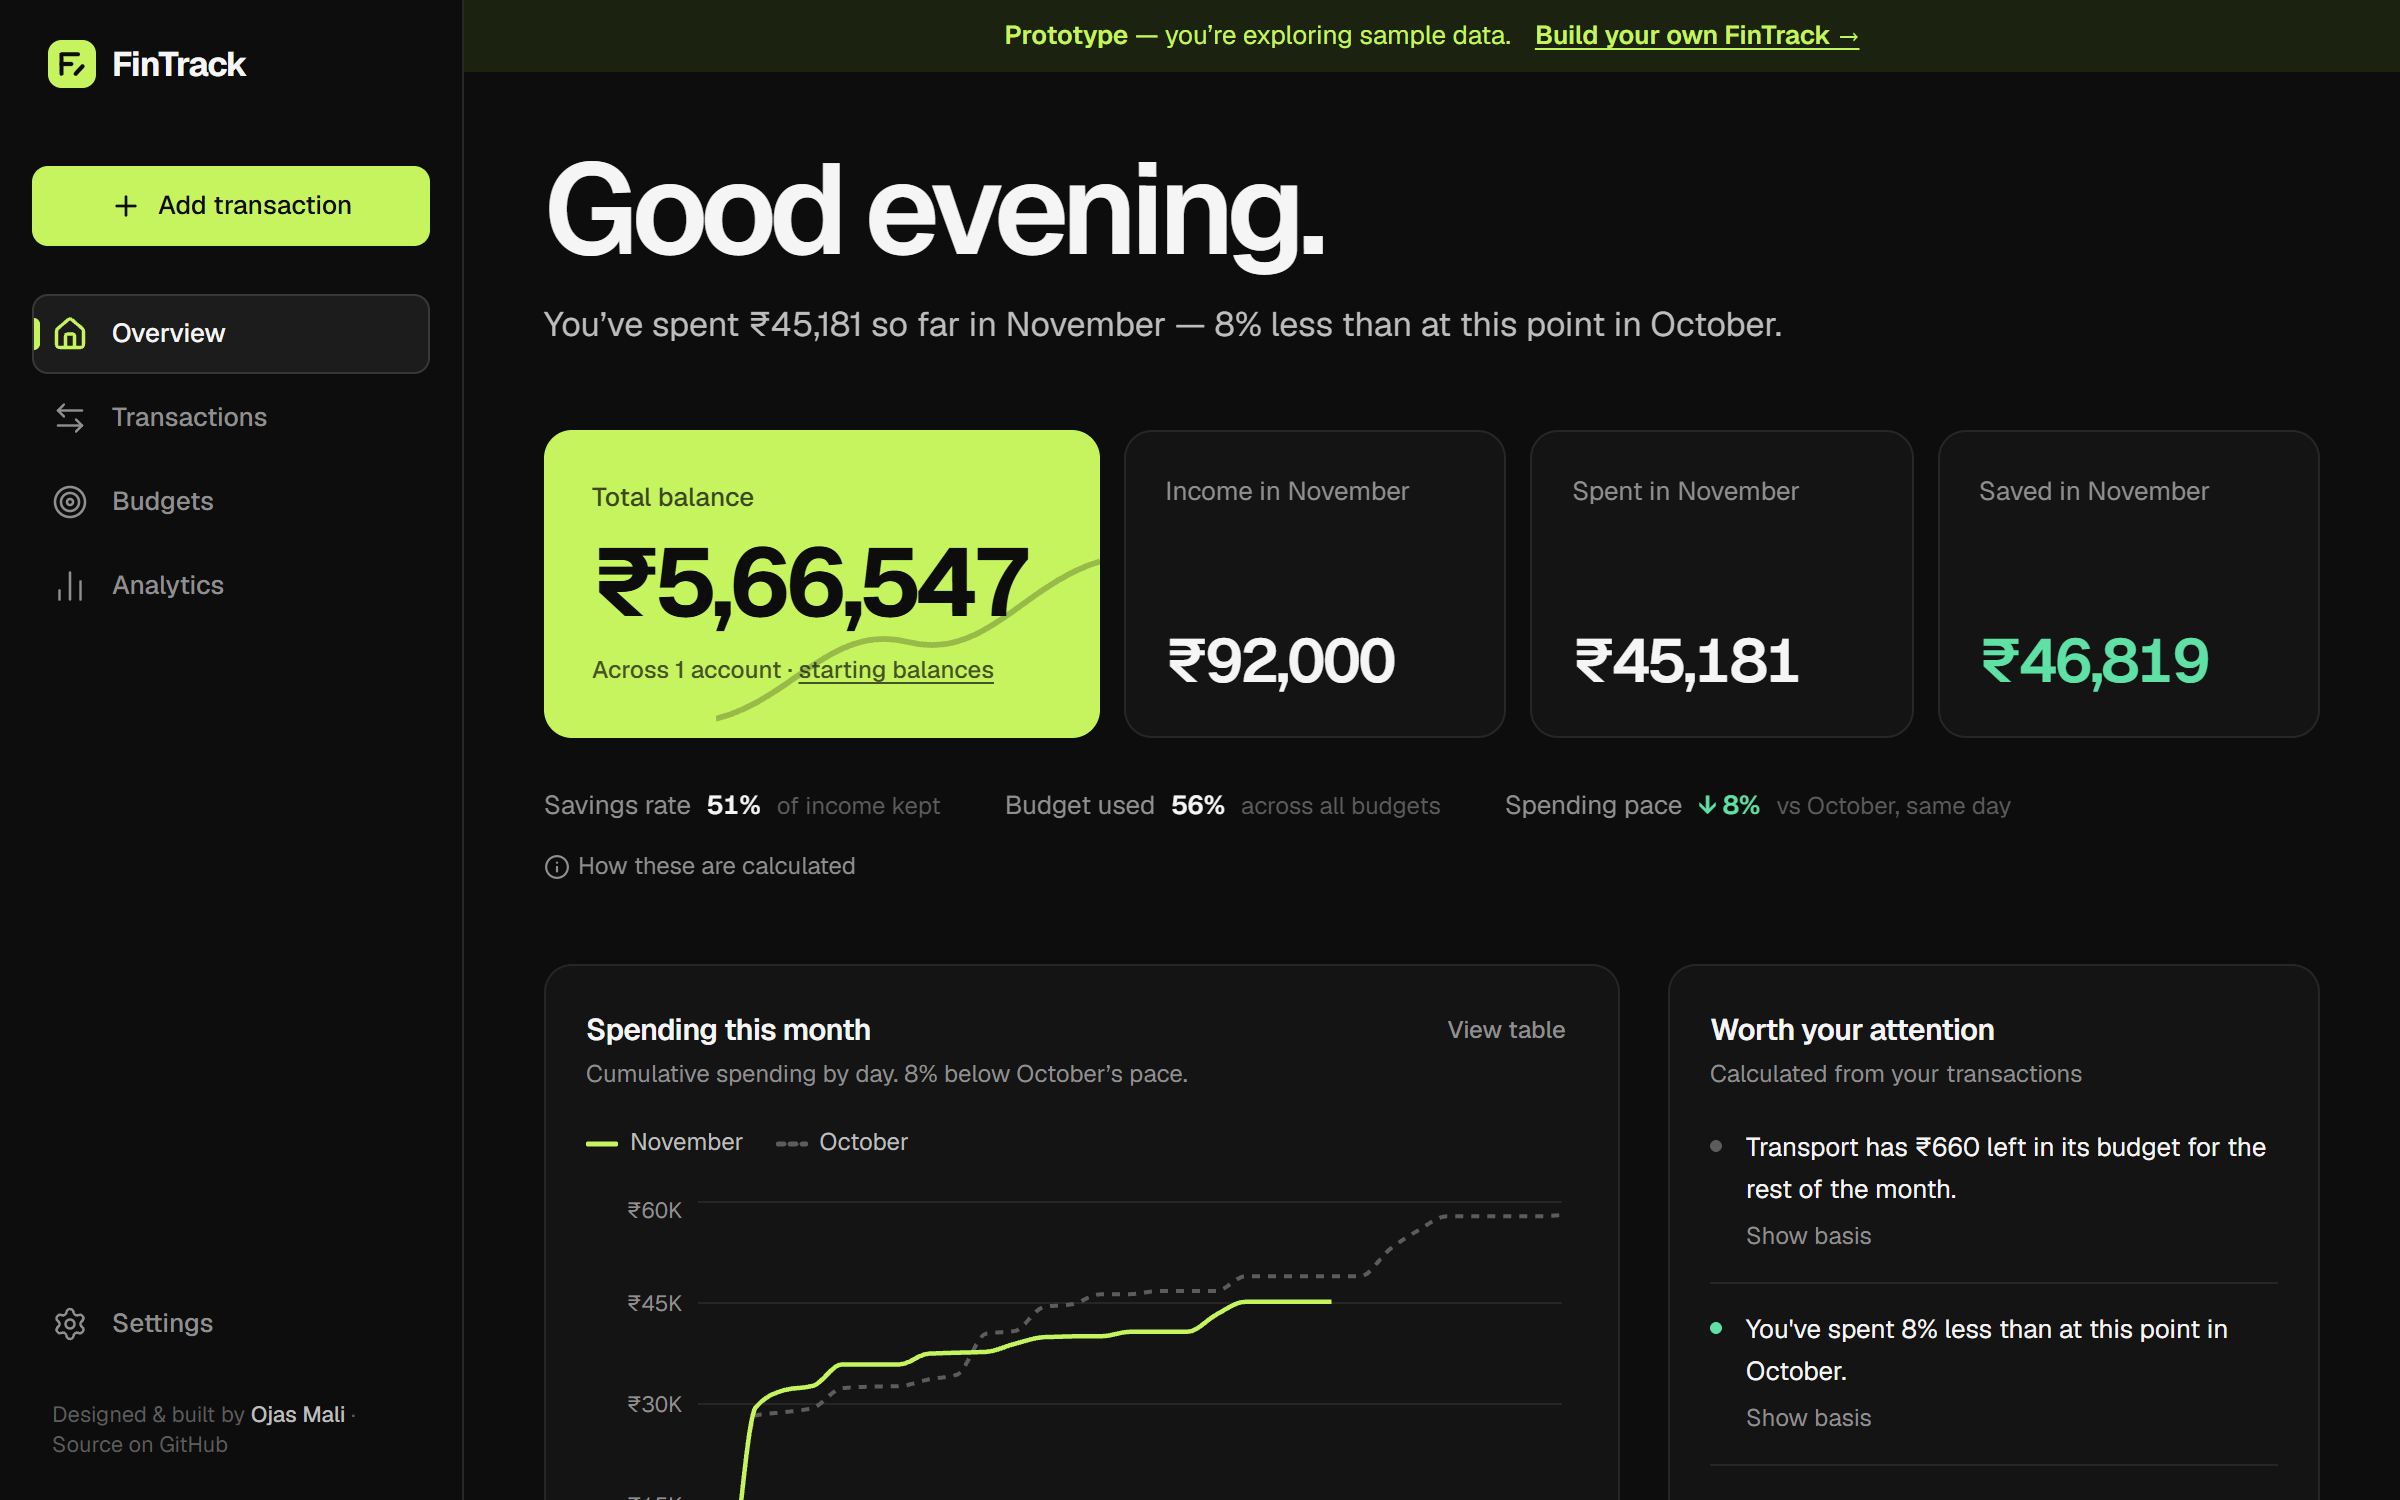 FinTrack
Add transaction
Overview
Transactions
Budgets
Analytics
Settings
Designed & built by Ojas Mali ·
Source on GitHub
Prototype — you’re exploring sample data. Build your own FinTrack →
Good evening.
You’ve spent ₹45,181 so far in November — 8% less than at this point in October.
Total balance
₹5,66,547
Across 1 account · starting balances
Income in November
₹92,000
Spent in November
₹45,181
Saved in November
₹46,819
Savings rate 51% of income kept
Budget used 56% across all budgets
Spending pace ↓ 8% vs October, same day
How these are calculated
Spending this month
View table
Cumulative spending by day. 8% below October’s pace.
November
October
₹60K
₹45K
₹30K
Worth your attention
Calculated from your transactions
Transport has ₹660 left in its budget for the
rest of the month.
Show basis
You've spent 8% less than at this point in
October.
Show basis